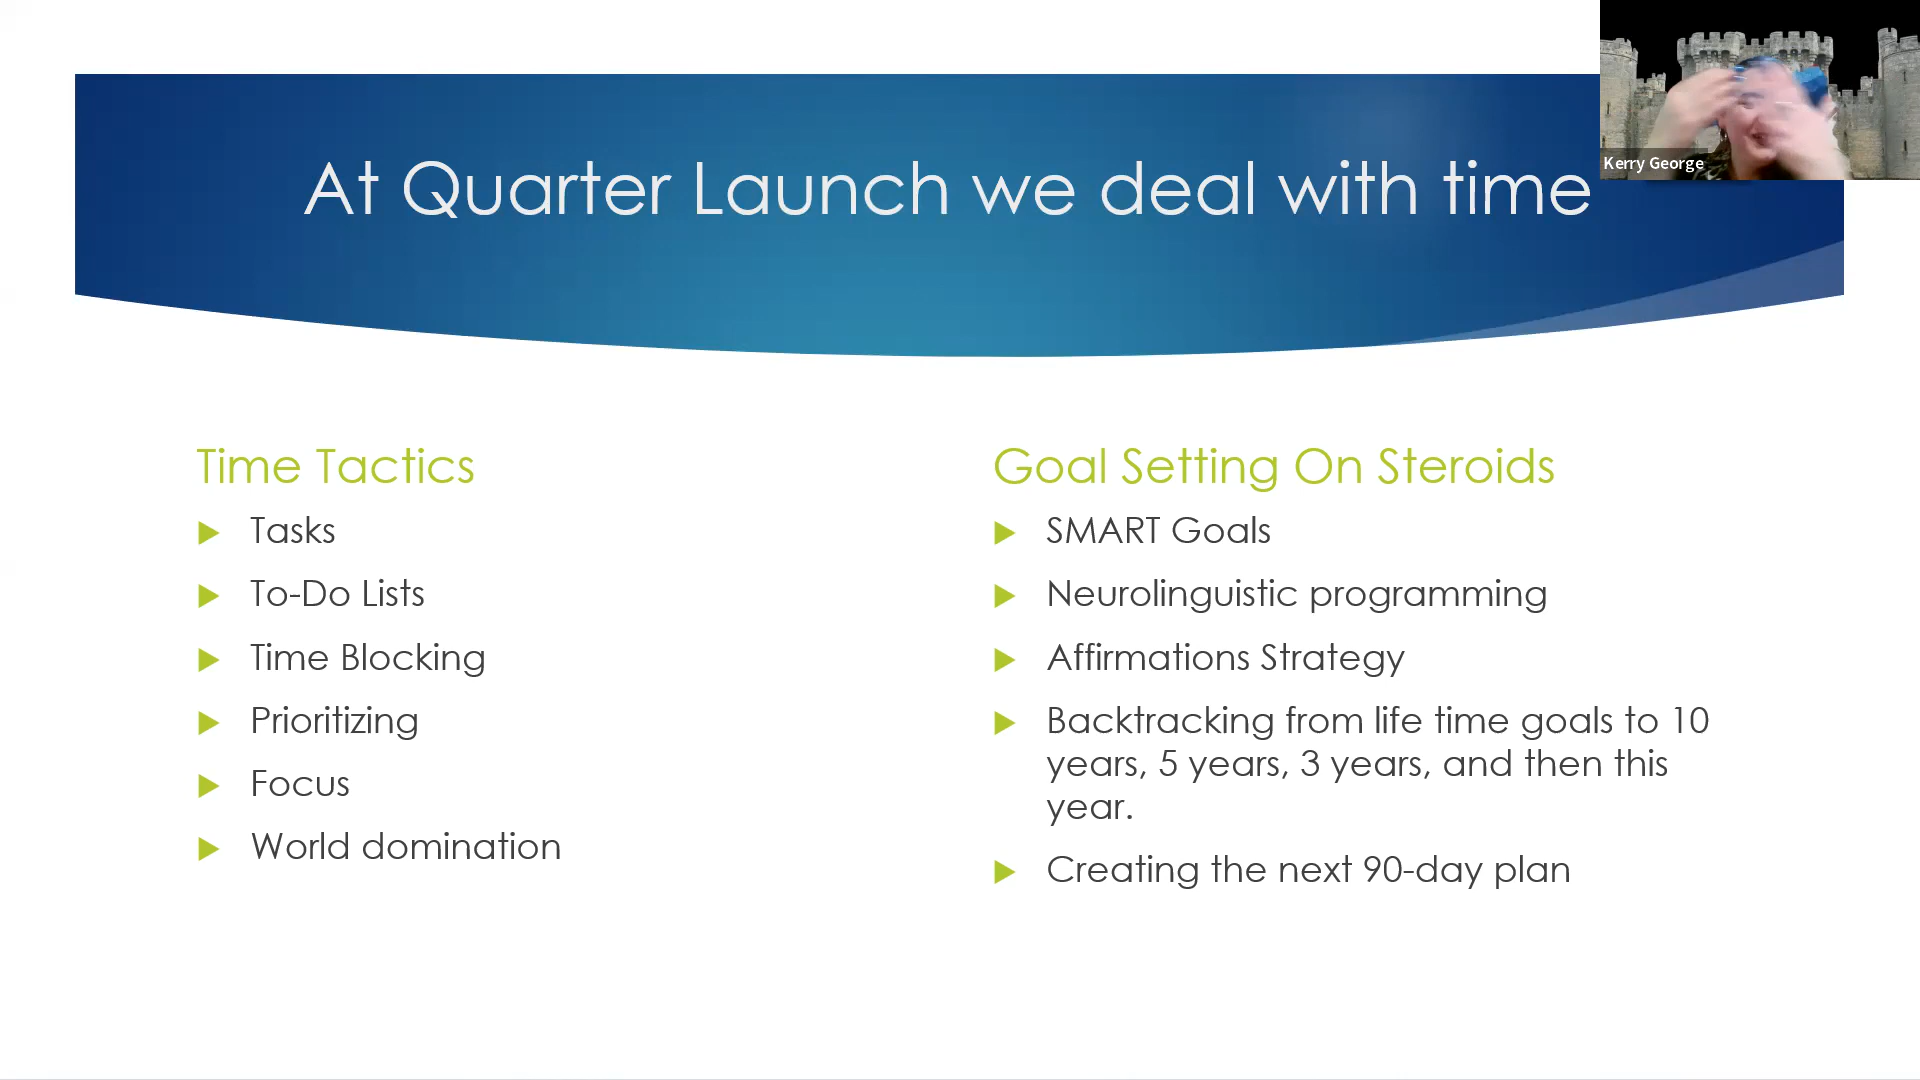 At Quarter Launch we deal with time
Kerry George
Time Tactics
Tasks
To-Do Lists
Time Blocking
Prioritizing
Focus
World domination
Goal Setting On Steroids
SMART Goals
Neurolinguistic programming
Affirmations Strategy
Backtracking from life time goals to 10
years, 5 years, 3 years, and then this
year.
Creating the next 90-day plan